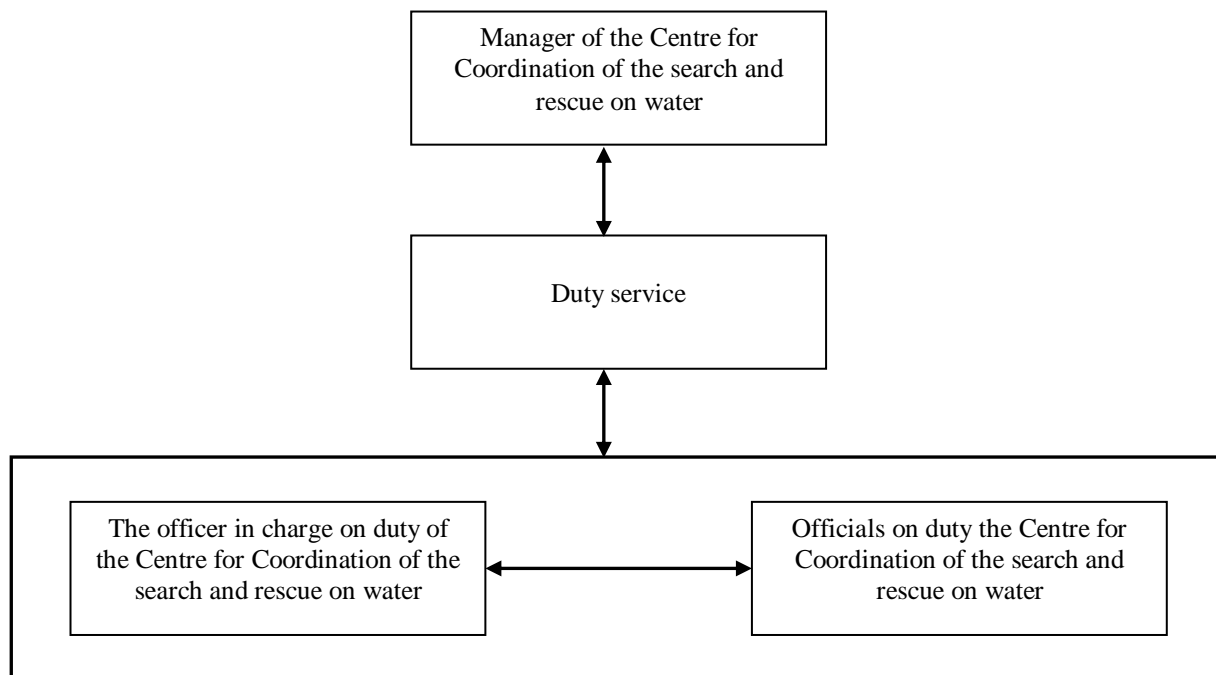 Manager of the Centre for
Coordination of the search and
rescue on water
Duty service
The officer in charge on duty of
the Centre for Coordination of the
search and rescue on water
Officials on duty the Centre for
Coordination of the search and
rescue on water